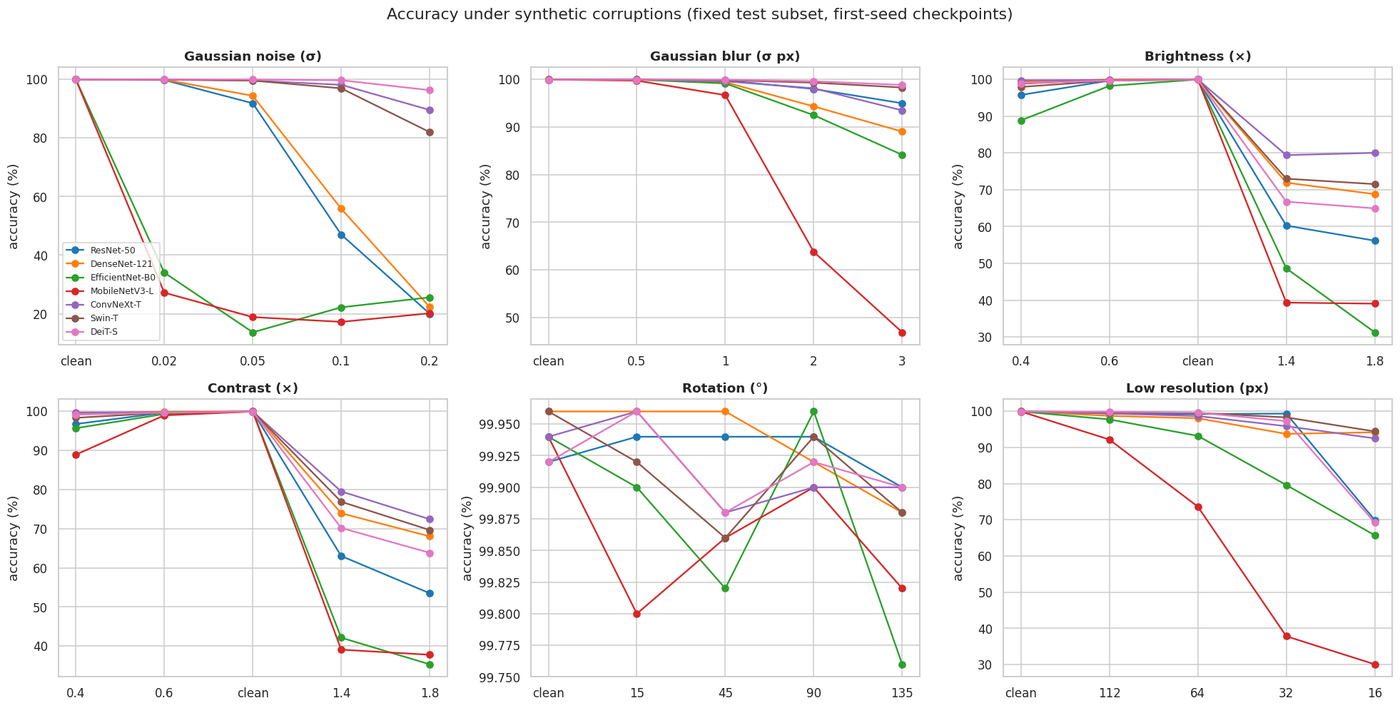 Accuracy under synthetic corruptions (fixed test subset, first-seed checkpoints)
Gaussian noise (σ)
accuracy (%)
100
80
60
40
20
ResNet-50
DenseNet-121
EfficientNet-B0
MobileNetV3-L
ConvNeXt-T
Swin-T
DeiT-S
clean 0.02 0.05 0.1 0.2
Gaussian blur (σ px)
accuracy (%)
100
90
80
70
60
50
clean 0.5 1 2 3
Brightness (×)
accuracy (%)
100
90
80
70
60
50
40
30
0.4 0.6 clean 1.4 1.8
Contrast (×)
accuracy (%)
100
90
80
70
60
50
40
0.4 0.6 clean 1.4 1.8
Rotation (°)
accuracy (%)
99.950
99.925
99.900
99.875
99.850
99.825
99.800
99.775
99.750
clean 15 45 90 135
Low resolution (px)
accuracy (%)
100
90
80
70
60
50
40
30
clean 112 64 32 16